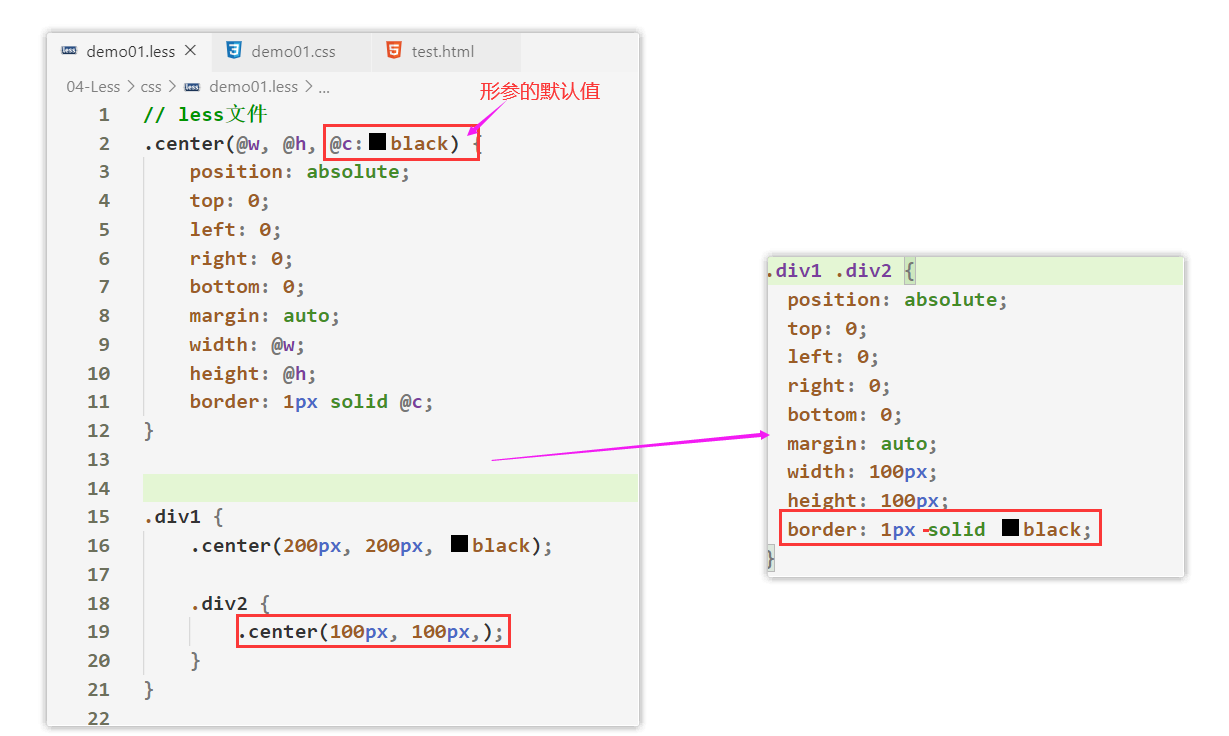 demo01.less
demo01.css
test.html
04-Less > css > demo01.less > ...
形参的默认值
1 // less文件
2 .center(@w, @h, @c:black) {
3 position: absolute;
4 top: 0;
5 left: 0;
6 right: 0;
7 bottom: 0;
8 margin: auto;
9 width: @w;
10 height: @h;
11 border: 1px solid @c;
12 }
13
14
15 .div1 {
16 .center(200px, 200px, black);
17
18 .div2 {
19 .center(100px, 100px,);
20 }
21 }
22
.div1 .div2 {
position: absolute;
top: 0;
left: 0;
right: 0;
bottom: 0;
margin: auto;
width: 100px;
height: 100px;
border: 1px solid black;
}